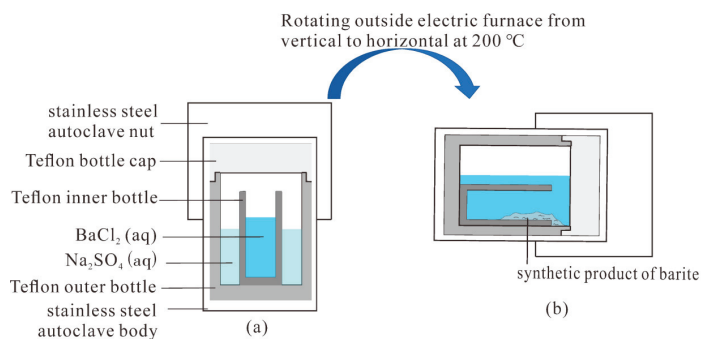 Rotating outside electric furnace from
vertical to horizontal at 200 ℃
stainless steel
autoclave nut
Teflon bottle cap
Teflon inner bottle
BaCl₂ (aq)
Na₂SO₄ (aq)
Teflon outer bottle
stainless steel
autoclave body
(a)
synthetic product of barite
(b)